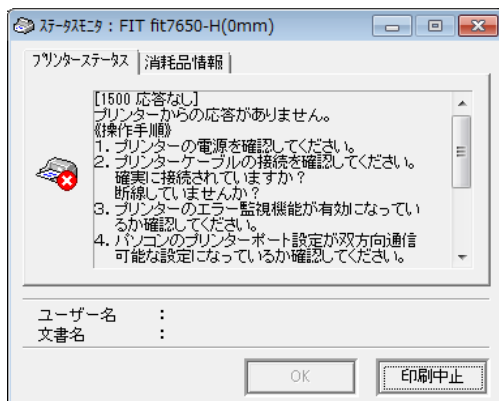 ステータスモニタ : FIT fit7650-H(0mm)
プリンターステータス 消耗品情報
[1500 応答なし]
プリンターからの応答がありません。
《操作手順》
1. プリンターの電源を確認してください。
2. プリンターケーブルの接続を確認してください。
確実に接続されていますか?
断線していませんか?
3. プリンターのエラー監視機能が有効になってい
るか確認してください。
4. パソコンのプリンターポート設定が双方向通信
可能な設定になっているか確認してください。
ユーザー名 :
文書名 :
OK 印刷中止